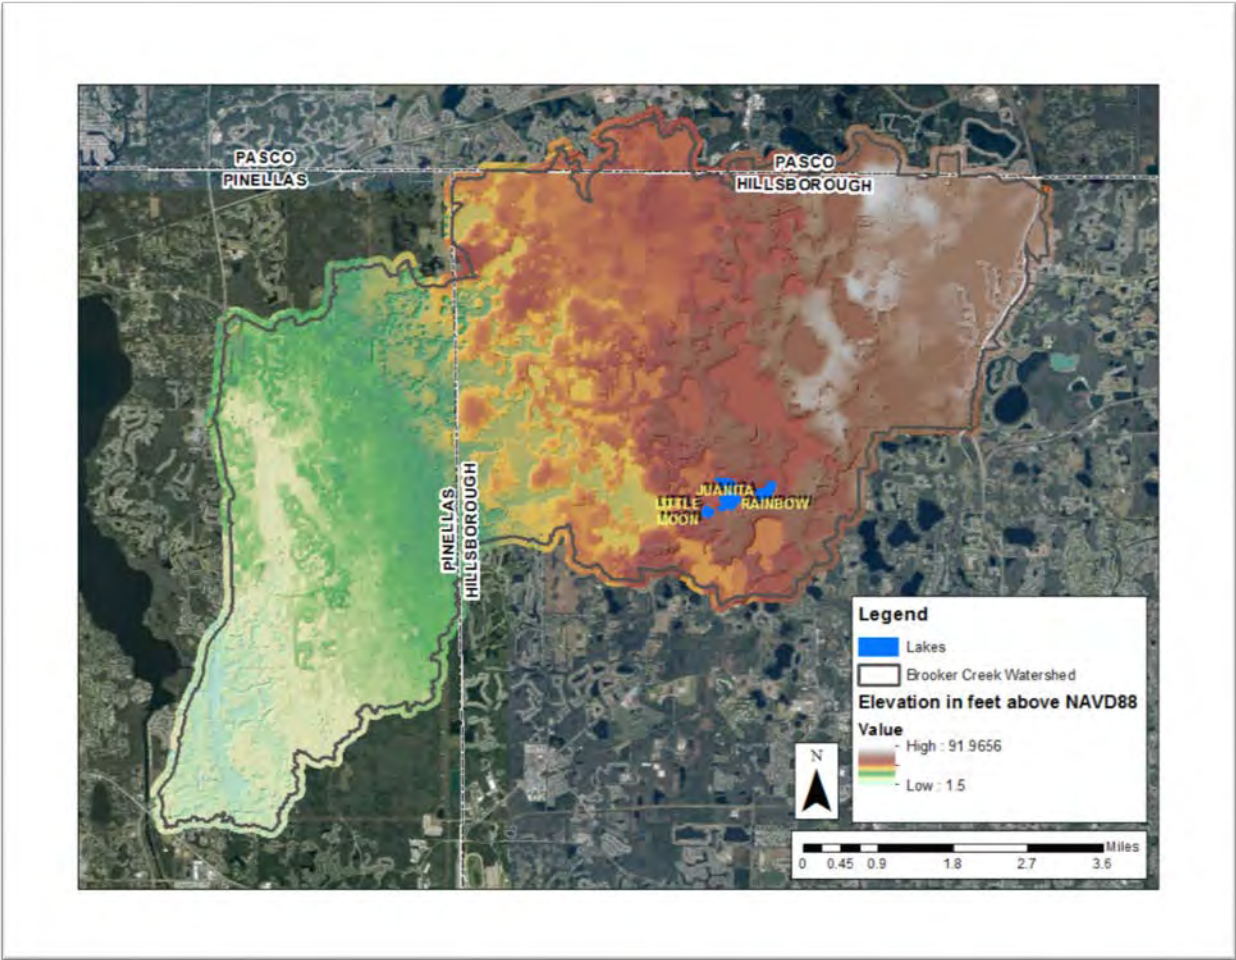 PASCO
PINELLAS
PASCO
HILLSBOROUGH
PINELLAS
HILLSBOROUGH
JUANITA
LITTLE
MOON
RAINBOW
Legend
Lakes
Brooker Creek Watershed
Elevation in feet above NAVD88
Value
High : 91.9656
Low : 1.5
N
Miles
0 0.45 0.9 1.8 2.7 3.6